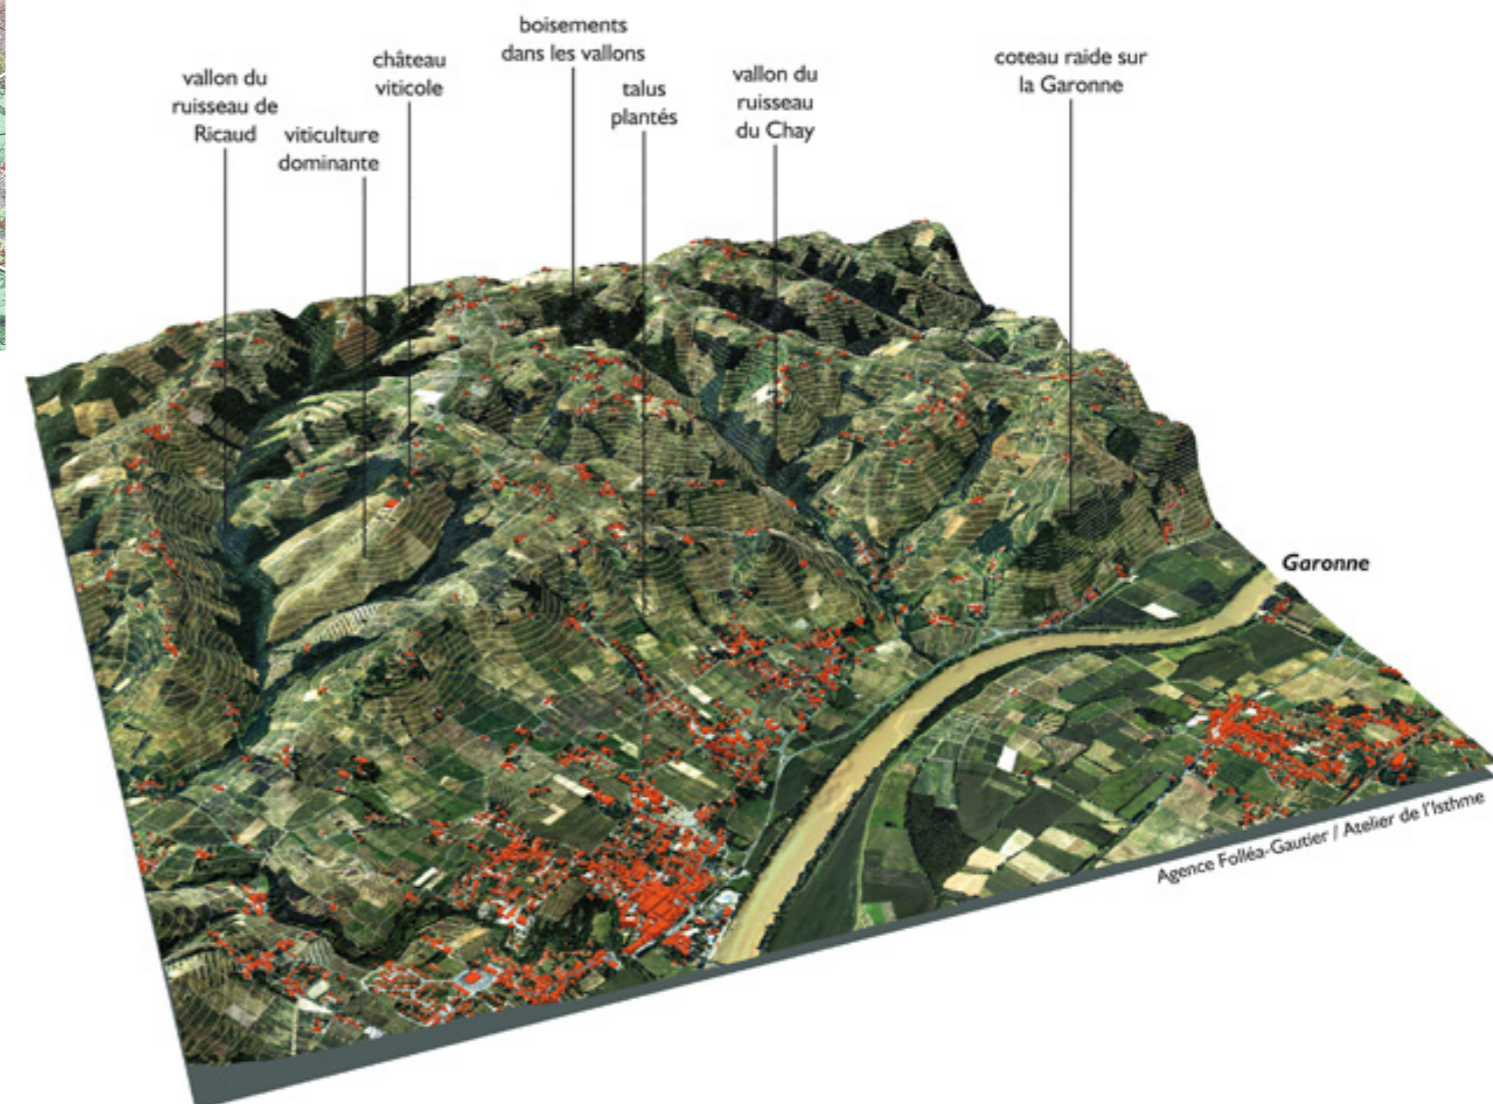 boisements
dans les vallons
château
viticole
coteau raide sur
la Garonne
vallon du
ruisseau de
Ricaud
vallon du
ruisseau
du Chay
talus
plantés
viticulture
dominante
Garonne
Agence Folléa-Gautier / Atelier de l'Isthme